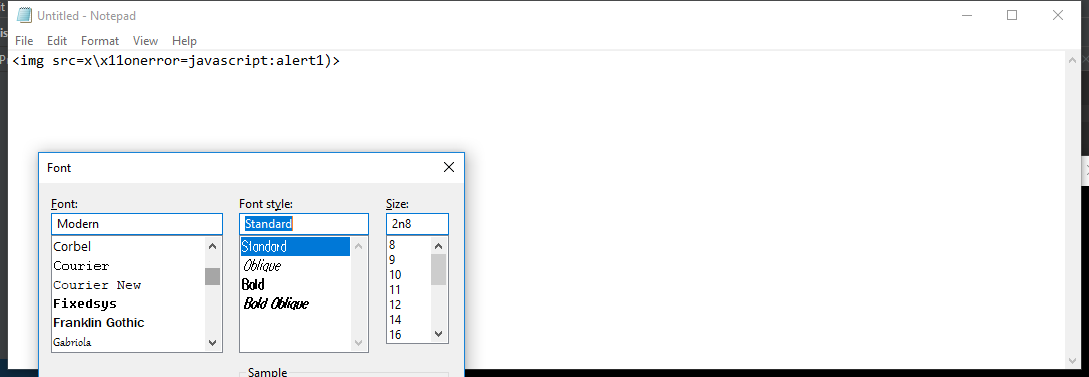 Untitled - Notepad
File Edit Format View Help
<img src=x\x11onerror=javascript:alert1)>
Font
Font: Font style: Size:
Modern Standard 2n8
Corbel Standard 8
Courier Oblique 9
Courier New Bold 10
Fixedsys Bold Oblique 11
Franklin Gothic 12
Gabriola 14
16
Sample